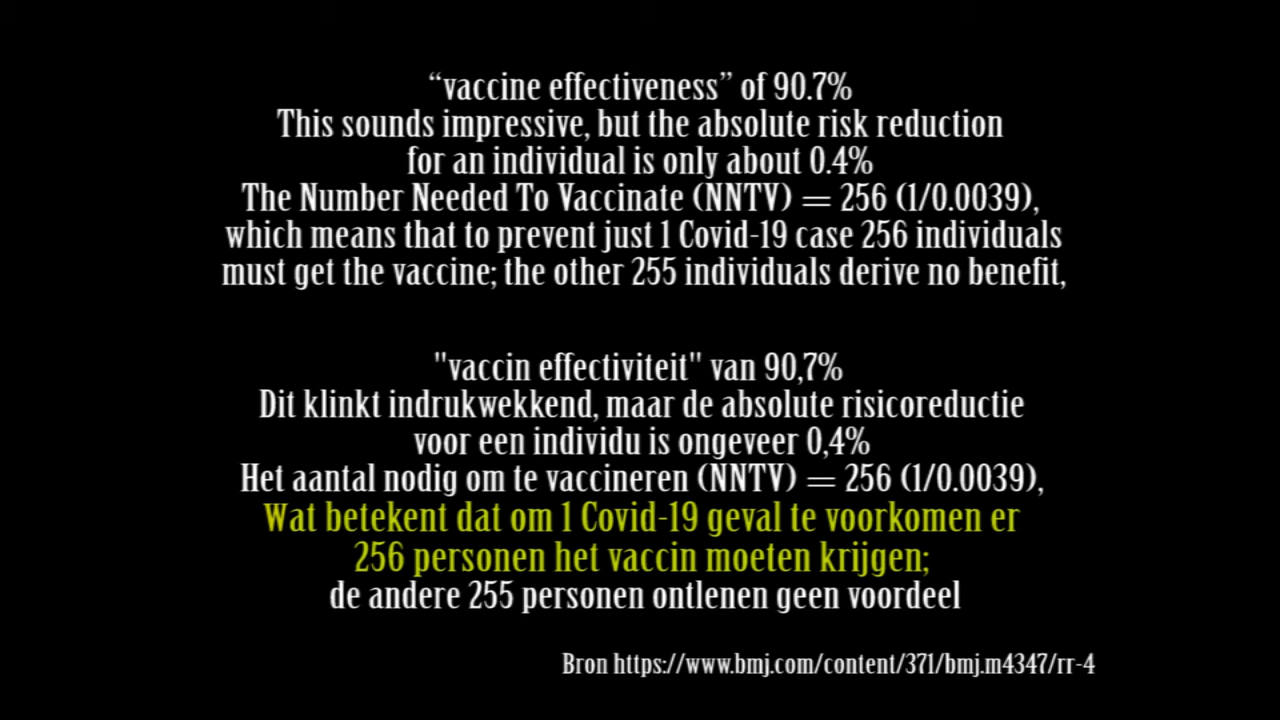 “vaccine effectiveness” of 90.7%
This sounds impressive, but the absolute risk reduction
for an individual is only about 0.4%
The Number Needed To Vaccinate (NNTV) = 256 (1/0.0039),
which means that to prevent just 1 Covid-19 case 256 individuals
must get the vaccine; the other 255 individuals derive no benefit,
"vaccin effectiviteit" van 90,7%
Dit klinkt indrukwekkend, maar de absolute risicoreductie
voor een individu is ongeveer 0,4%
Het aantal nodig om te vaccineren (NNTV) = 256 (1/0.0039),
Wat betekent dat om 1 Covid-19 geval te voorkomen er
256 personen het vaccin moeten krijgen;
de andere 255 personen ontlenen geen voordeel
Bron https://www.bmj.com/content/371/bmj.m4347/rr-4